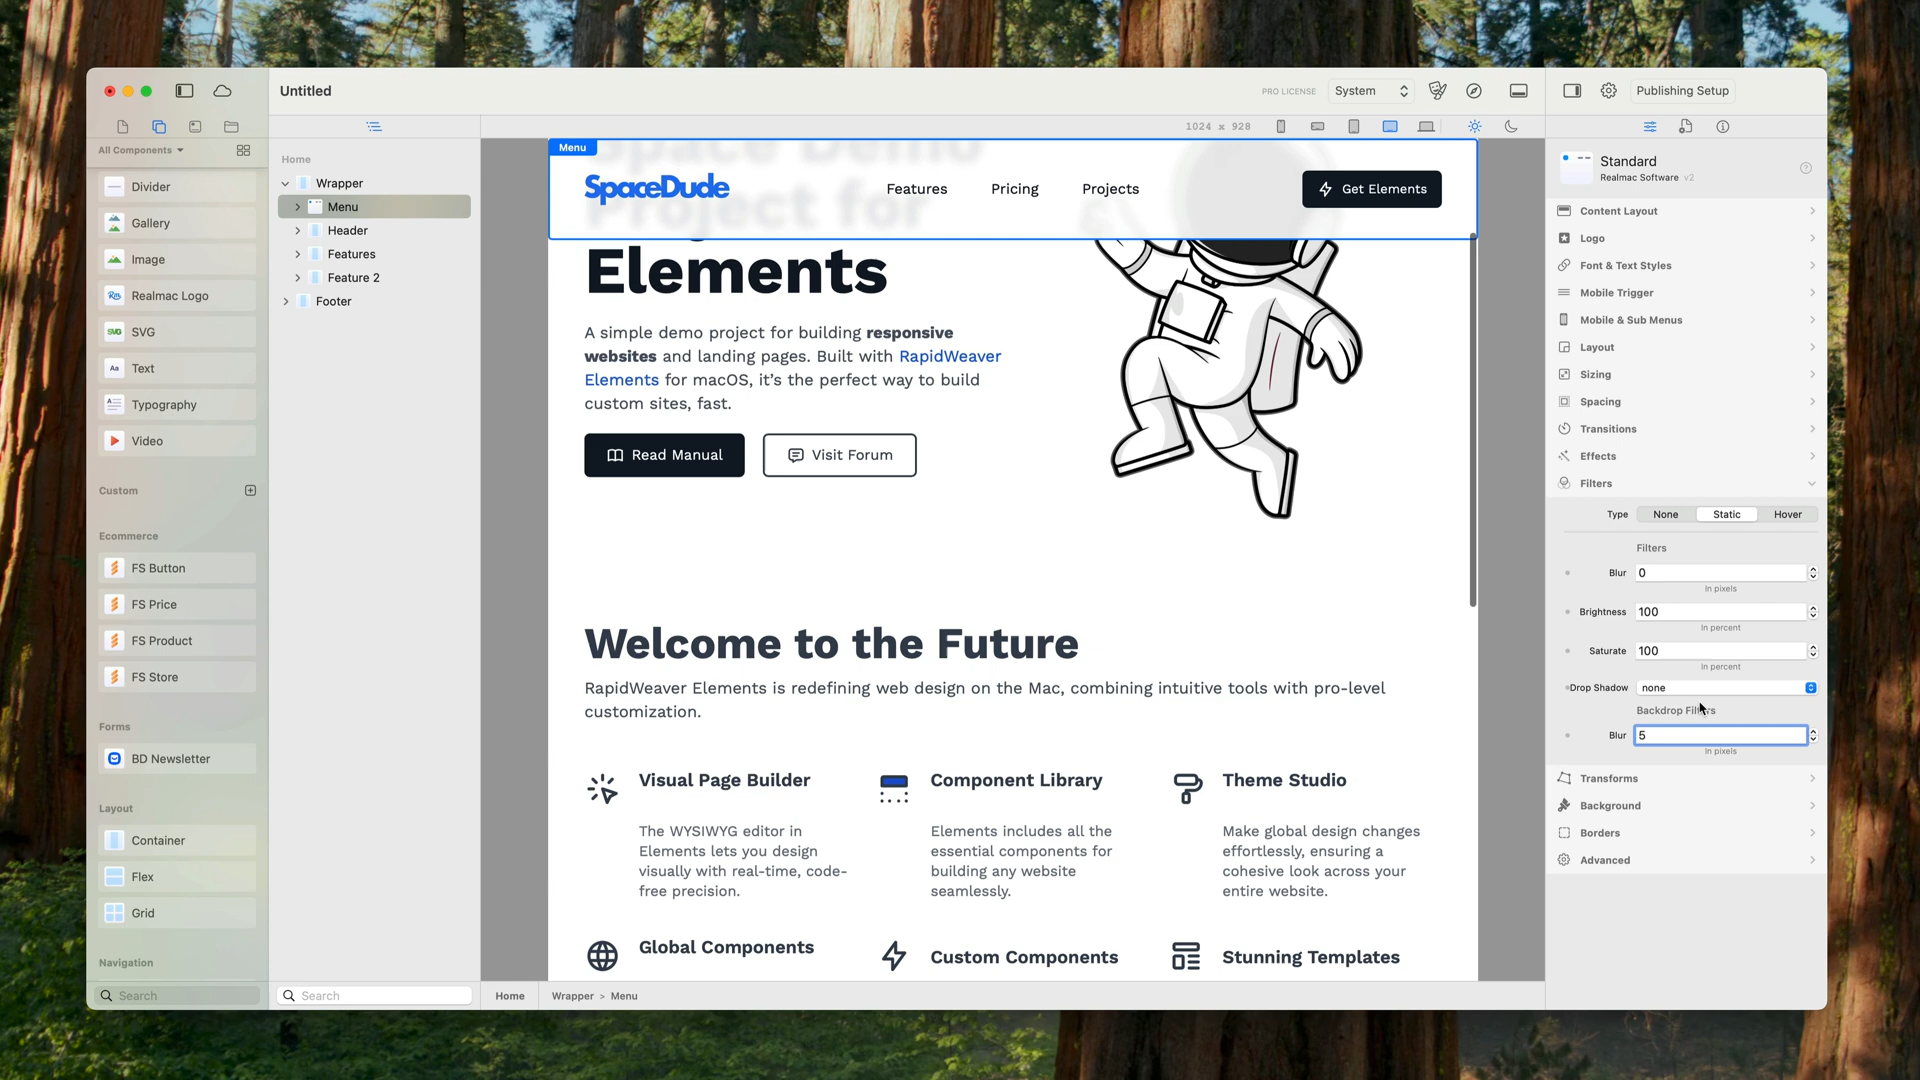 Untitled
PRO LICENSE
System
Publishing Setup
All Components
1024 x 928
Divider
Gallery
Image
Realmac Logo
SVG
SVG
Aa
Text
Typography
Video
Custom
Ecommerce
FS Button
FS Price
FS Product
FS Store
Forms
BD Newsletter
Layout
Container
Flex
Grid
Navigation
Search
Home
Wrapper
Menu
Header
Features
Feature 2
Footer
Search
Menu
Space Demo
Project for
SpaceDude
Features
Pricing
Projects
Get Elements
Elements
A simple demo project for building responsive
websites and landing pages. Built with RapidWeaver
Elements for macOS, it’s the perfect way to build
custom sites, fast.
Read Manual
Visit Forum
Welcome to the Future
RapidWeaver Elements is redefining web design on the Mac, combining intuitive tools with pro-level
customization.
Visual Page Builder
The WYSIWYG editor in
Elements lets you design
visually with real-time, code-
free precision.
Component Library
Elements includes all the
essential components for
building any website
seamlessly.
Theme Studio
Make global design changes
effortlessly, ensuring a
cohesive look across your
entire website.
Global Components
Custom Components
Stunning Templates
Home
Wrapper > Menu
Standard
Realmac Software v2
?
Content Layout
Logo
Font & Text Styles
Mobile Trigger
Mobile & Sub Menus
Layout
Sizing
Spacing
Transitions
Effects
Filters
Type None Static Hover
Filters
Blur 0
In pixels
Brightness 100
In percent
Saturate 100
In percent
Drop Shadow none
Backdrop Filters
Blur 5
In pixels
Transforms
Background
Borders
Advanced